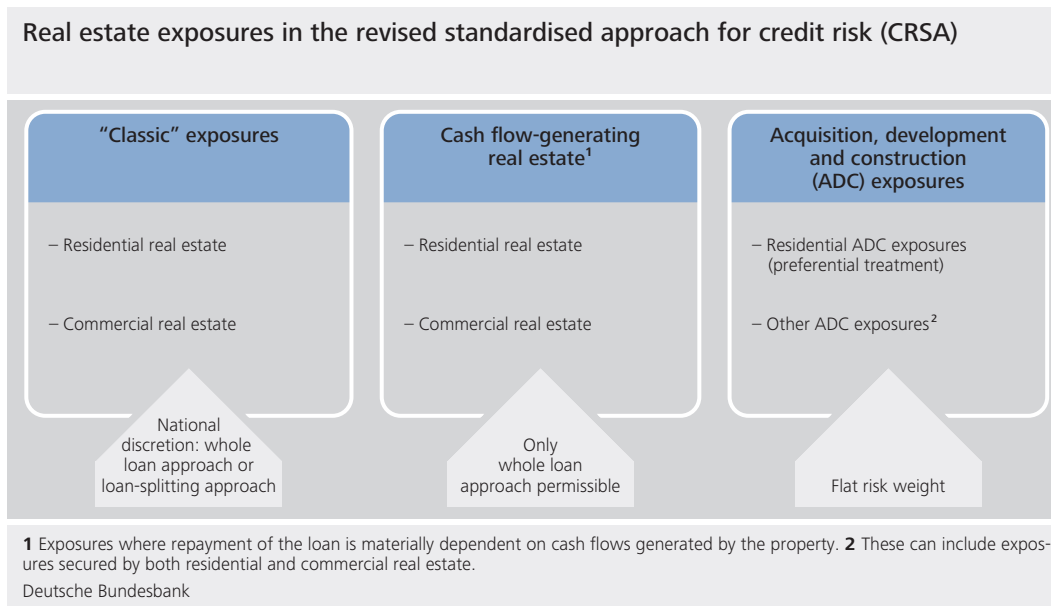 Real estate exposures in the revised standardised approach for credit risk (CRSA)
“Classic” exposures
– Residential real estate
– Commercial real estate
National
discretion: whole
loan approach or
loan-splitting approach
Cash flow-generating
real estate¹
– Residential real estate
– Commercial real estate
Only
whole loan
approach permissible
Acquisition, development
and construction
(ADC) exposures
– Residential ADC exposures
(preferential treatment)
– Other ADC exposures²
Flat risk weight
1 Exposures where repayment of the loan is materially dependent on cash flows generated by the property. 2 These can include expos-
ures secured by both residential and commercial real estate.
Deutsche Bundesbank